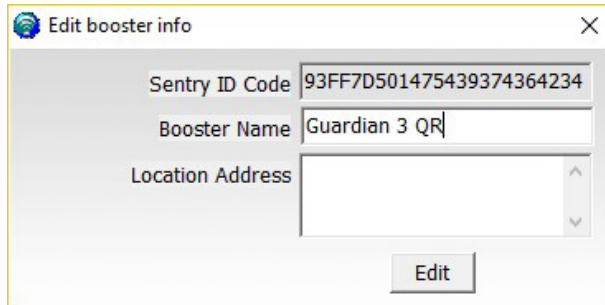 Edit booster info
Sentry ID Code 93FF7D501475439374364234
Booster Name Guardian 3 QR
Location Address
Edit